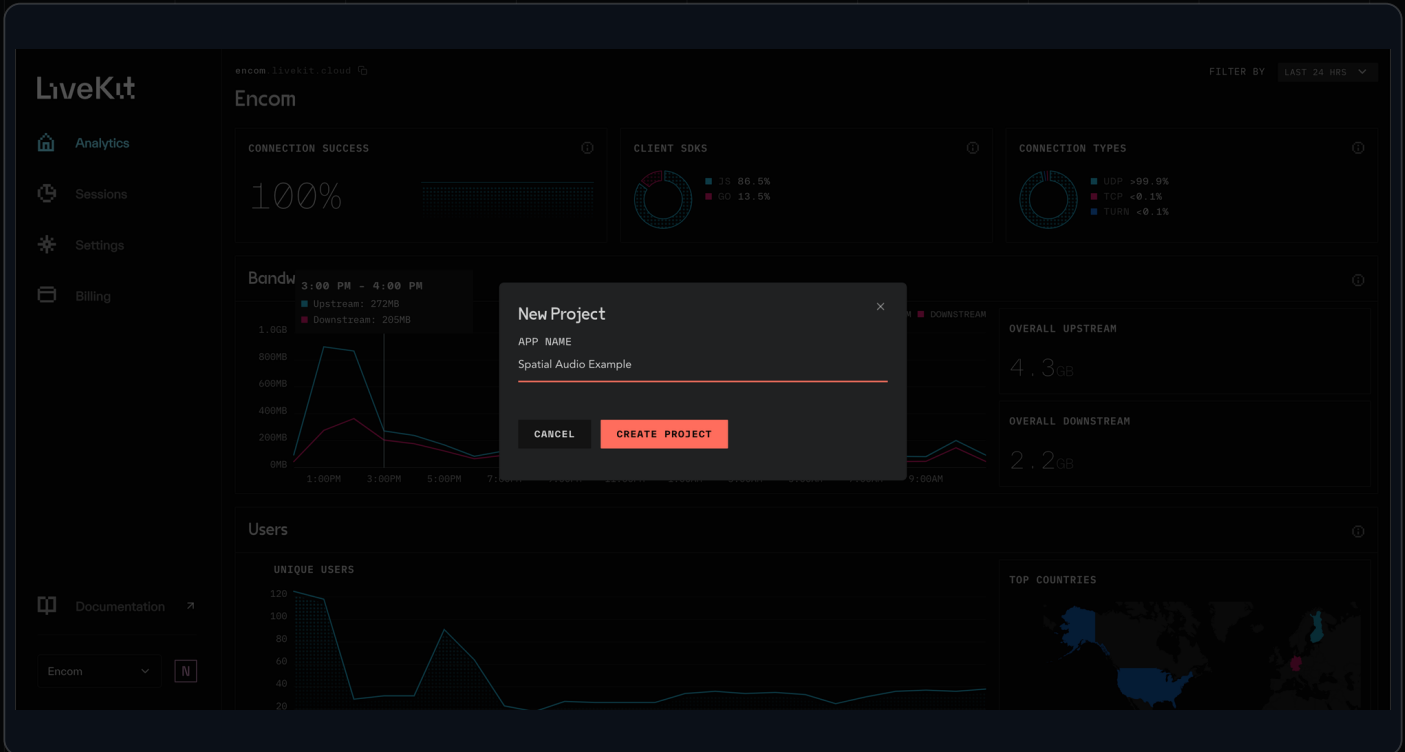 LiveKit
Analytics
Sessions
Settings
Billing
Documentation
Encom
N
encom.livekit.cloud
Encom
FILTER BY LAST 24 HRS
CONNECTION SUCCESS
100%
CLIENT SDKS
JS 86.5%
GO 13.5%
CONNECTION TYPES
UDP >99.9%
TCP <0.1%
TURN <0.1%
Bandw
3:00 PM – 4:00 PM
Upstream: 272MB
Downstream: 205MB
DOWNSTREAM
1.0GB
800MB
600MB
400MB
200MB
0MB
1:00PM 3:00PM 5:00PM 9:00AM
OVERALL UPSTREAM
4.3GB
OVERALL DOWNSTREAM
2.2GB
New Project
APP NAME
Spatial Audio Example
CANCEL CREATE PROJECT
Users
UNIQUE USERS
120
100
80
60
40
20
TOP COUNTRIES